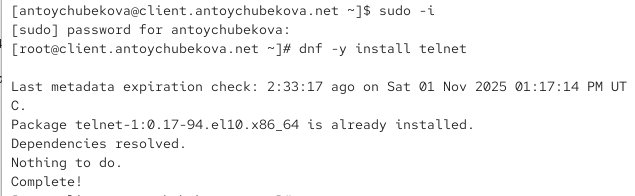 [antoychubekova@client.antoychubekova.net ~]$ sudo -i
[sudo] password for antoychubekova:
[root@client.antoychubekova.net ~]# dnf -y install telnet
Last metadata expiration check: 2:33:17 ago on Sat 01 Nov 2025 01:17:14 PM UT
C.
Package telnet-1:0.17-94.el10.x86_64 is already installed.
Dependencies resolved.
Nothing to do.
Complete!